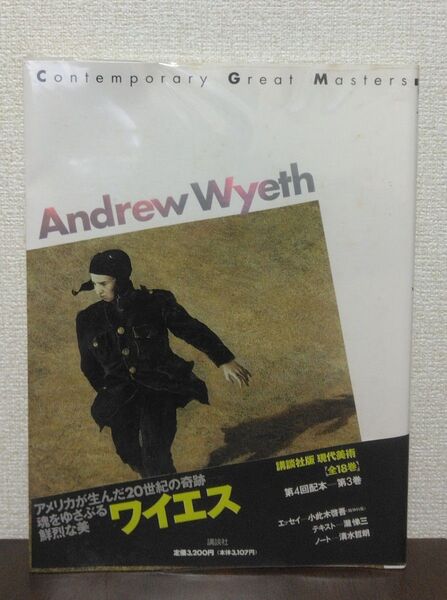 Contemporary Great Masters
Andrew Wyeth
アメリカが生んだ20世紀の奇跡
魂をゆさぶる
鮮烈な美
ワイエス
講談社版 現代美術
[全18巻]
第4回配本—第3巻
エッセイ—小此木啓吾
テキスト—瀧悌三
ノート—清水哲朗
講談社
定価3,200円(本体3,107円)